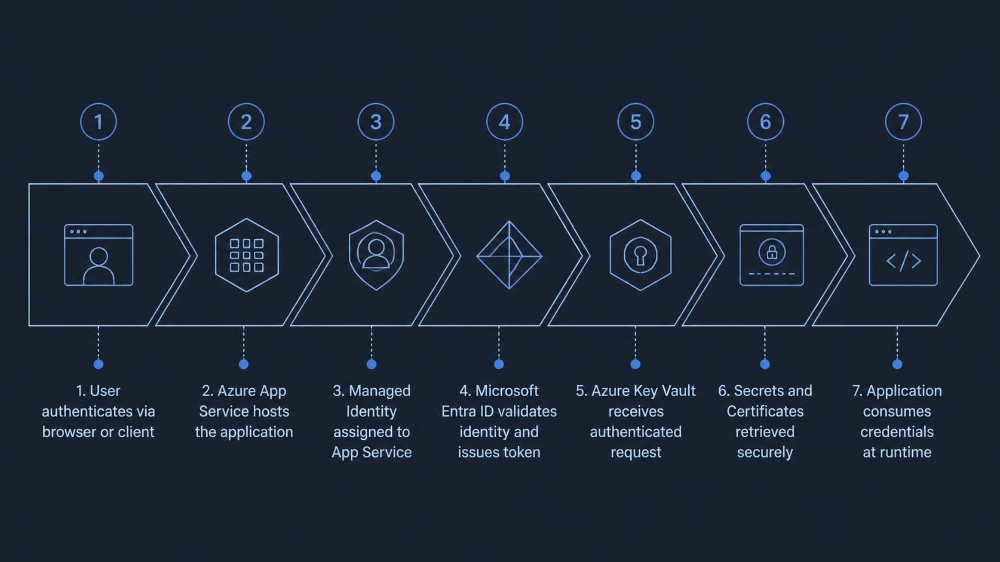 1
2
3
4
5
6
7
</>
1. User
authenticates via
browser or client
2. Azure App
Service hosts
the application
3. Managed
Identity
assigned to
App Service
4. Microsoft
Entra ID validates
identity and
issues token
5. Azure Key Vault
receives
authenticated
request
6. Secrets and
Certificates
retrieved
securely
7. Application
consumes
credentials
at runtime